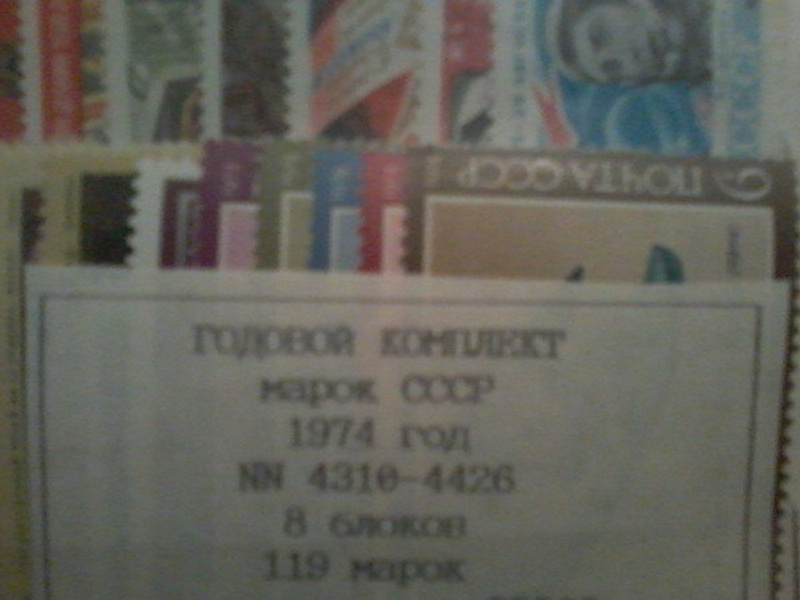 ПОЧТА СССР
ГОДОВОЙ КОМПЛЕКТ
марок СССР
1974 год
NN 4310-4426
8 блоков
119 марок